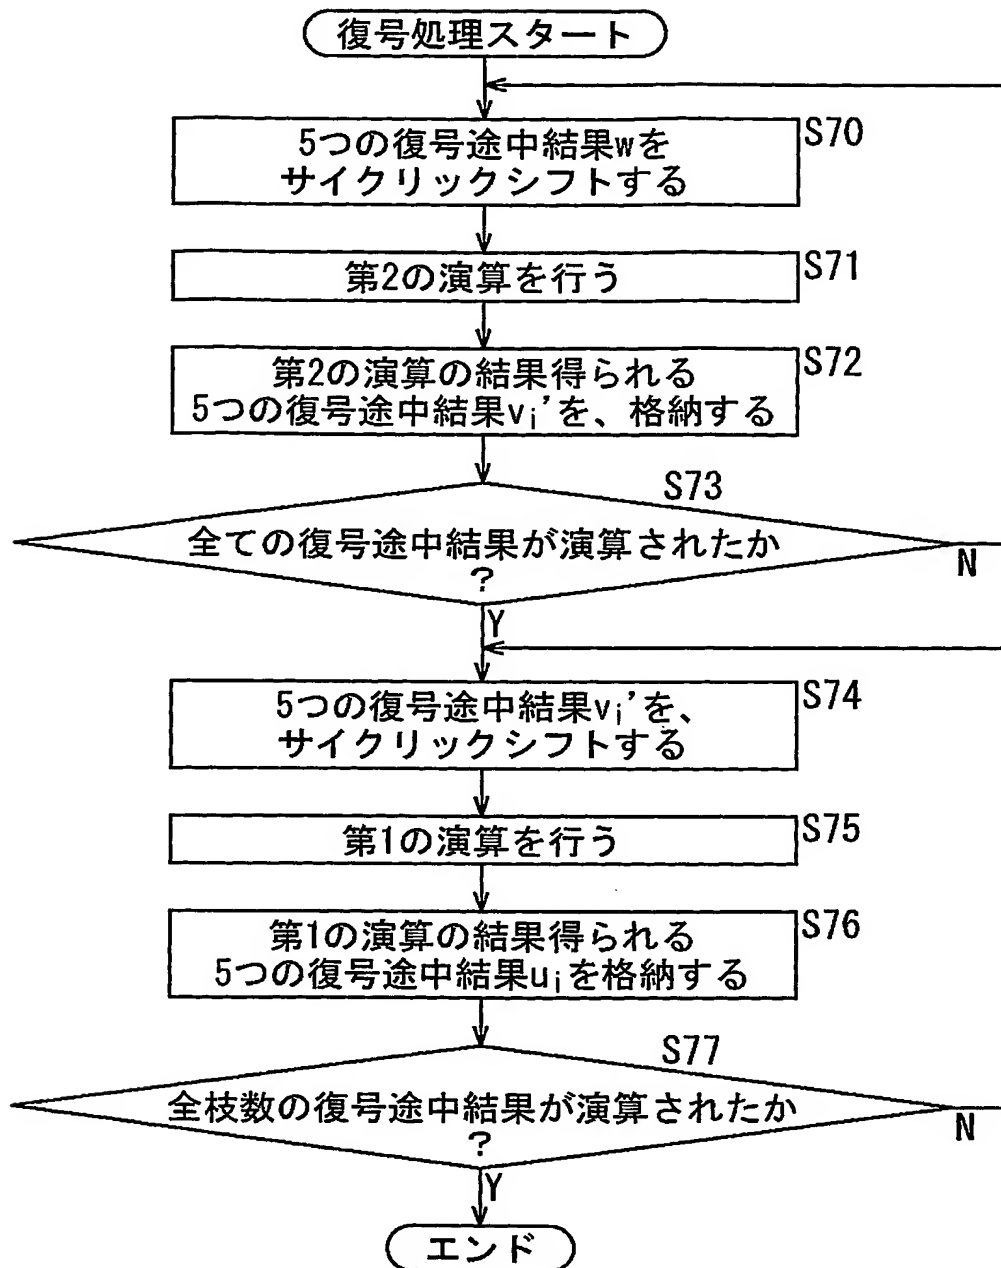 復号処理スタート
S70
5つの復号途中結果wを
サイクリックシフトする
S71
第2の演算を行う
S72
第2の演算の結果得られる
5つの復号途中結果vi'を、格納する
S73
全ての復号途中結果が演算されたか
?
N
Y
S74
5つの復号途中結果vi'を、
サイクリックシフトする
S75
第1の演算を行う
S76
第1の演算の結果得られる
5つの復号途中結果uiを格納する
S77
全枝数の復号途中結果が演算されたか
?
N
Y
エンド